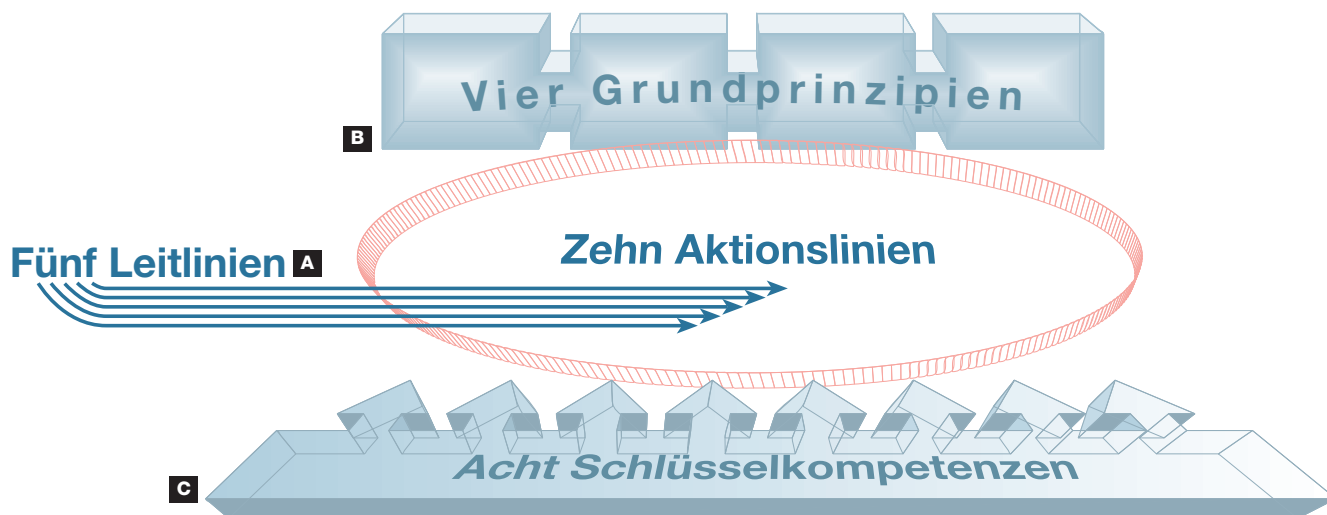 Vier Grundprinzipien
B
Fünf Leitlinien A
Zehn Aktionslinien
Acht Schlüsselkompetenzen
C